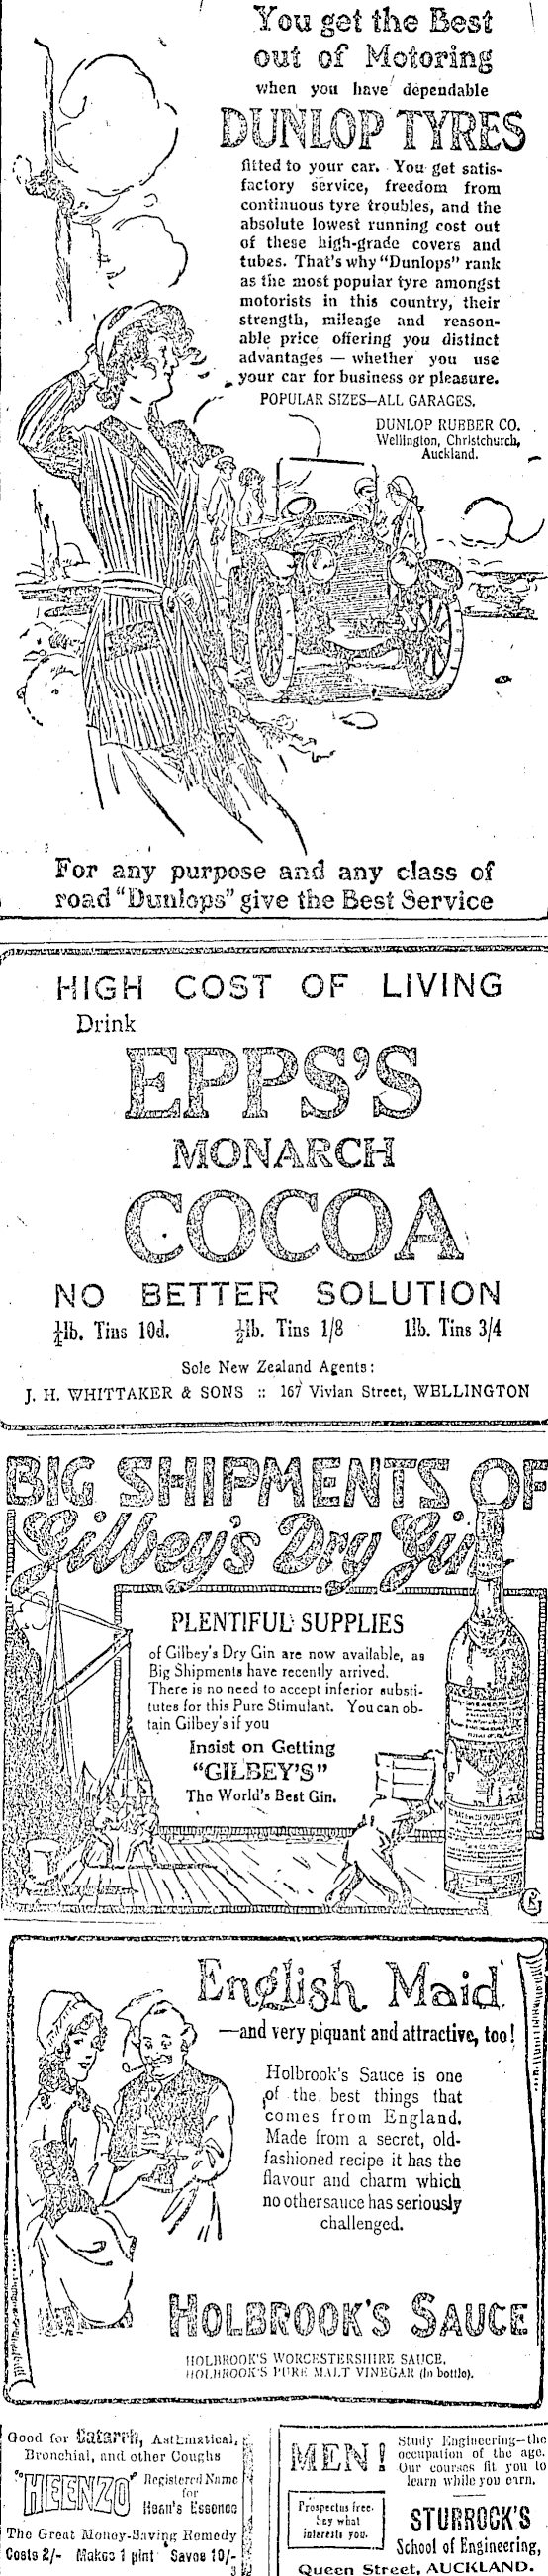 You get the Best
out of Motoring
when you have dependable
DUNLOP TYRES
fitted to your car. You get satis-
factory service, freedom from
continuous tyre troubles, and the
absolute lowest running cost out
of these high-grade covers and
tubes. That's why "Dunlops" rank
as the most popular tyre amongst
motorists in this country, their
strength, mileage and reason-
able price offering you distinct
advantages — whether you use
your car for business or pleasure.
POPULAR SIZES—ALL GARAGES.
DUNLOP RUBBER CO.
Wellington, Christchurch,
Auckland.
For any purpose and any class of
road "Dunlops" give the Best Service
HIGH COST OF LIVING
Drink
EPPS'S
MONARCH
COCOA
NO BETTER SOLUTION
¼lb. Tins 10d. ½lb. Tins 1/8 1lb. Tins 3/4
Sole New Zealand Agents:
J. H. WHITTAKER & SONS :: 167 Vivian Street, WELLINGTON
BIG SHIPMENTS OF
Gilbey's Dry Gin
PLENTIFUL SUPPLIES
of Gilbey's Dry Gin are now available, as
Big Shipments have recently arrived.
There is no need to accept inferior substi-
tutes for this Pure Stimulant. You can ob-
tain Gilbey's if you
Insist on Getting
"GILBEY'S"
The World's Best Gin.
English Maid
—and very piquant and attractive, too!
Holbrook's Sauce is one
of the best things that
comes from England.
Made from a secret, old-
fashioned recipe it has the
flavour and charm which
no other sauce has seriously
challenged.
HOLBROOK'S SAUCE
HOLBROOK'S WORCESTERSHIRE SAUCE.
HOLBROOK'S PURE MALT VINEGAR (In bottle).
Good for Catarrh, Asthmatical,
Bronchial, and other Coughs
"HEENZO" Registered Name
for
Hean's Essence
The Great Money-Saving Remedy
Costs 2/- Makes 1 pint Saves 10/-
3
MEN!
Study Engineering—the
occupation of the age.
Our courses fit you to
learn while you earn.
Prospectus free.
Say what
interests you.
STURROCK'S
School of Engineering,
Queen Street, AUCKLAND.